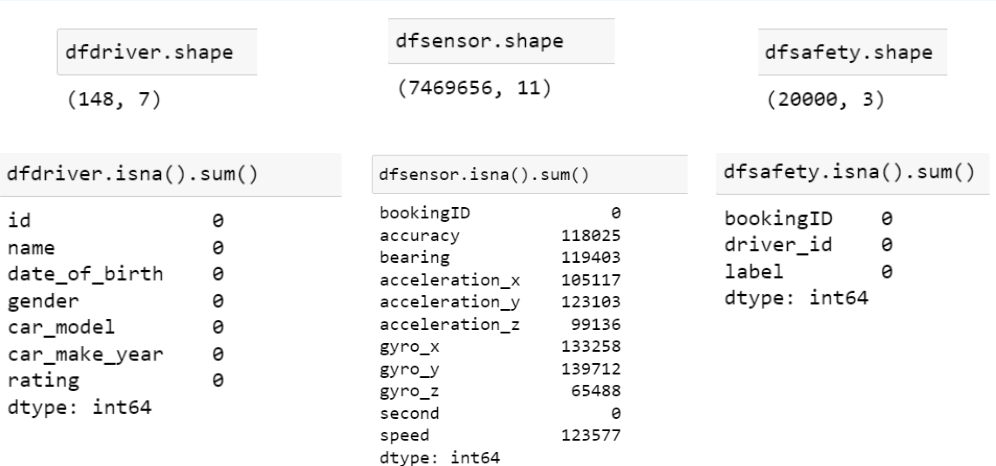 dfdriver.shape
(148, 7)
dfsensor.shape
(7469656, 11)
dfsafety.shape
(20000, 3)
dfdriver.isna().sum()
id 0
name 0
date_of_birth 0
gender 0
car_model 0
car_make_year 0
rating 0
dtype: int64
dfsensor.isna().sum()
bookingID 0
accuracy 118025
bearing 119403
acceleration_x 105117
acceleration_y 123103
acceleration_z 99136
gyro_x 133258
gyro_y 139712
gyro_z 65488
second 0
speed 123577
dtype: int64
dfsafety.isna().sum()
bookingID 0
driver_id 0
label 0
dtype: int64